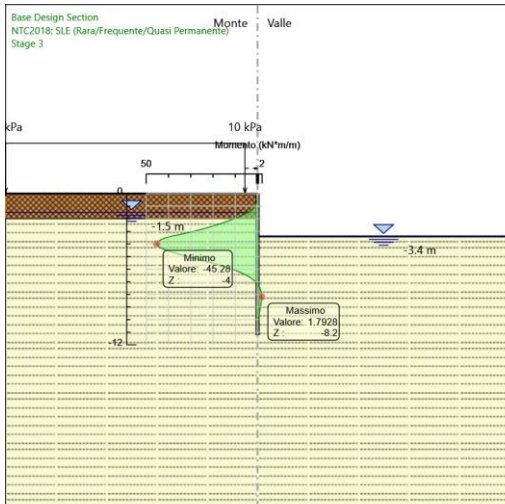 Base Design Section
NTC2018: SLE (Rara/Frequente/Quasi Permanente)
Stage 3
Monte
Valle
kPa
10 kPa
Momento (kN*m/m)
50
2
0
-1.5 m
-3.4 m
Minimo
Valore: -45.28
Z : -4
Massimo
Valore: 1.7928
Z : -8.2
-12